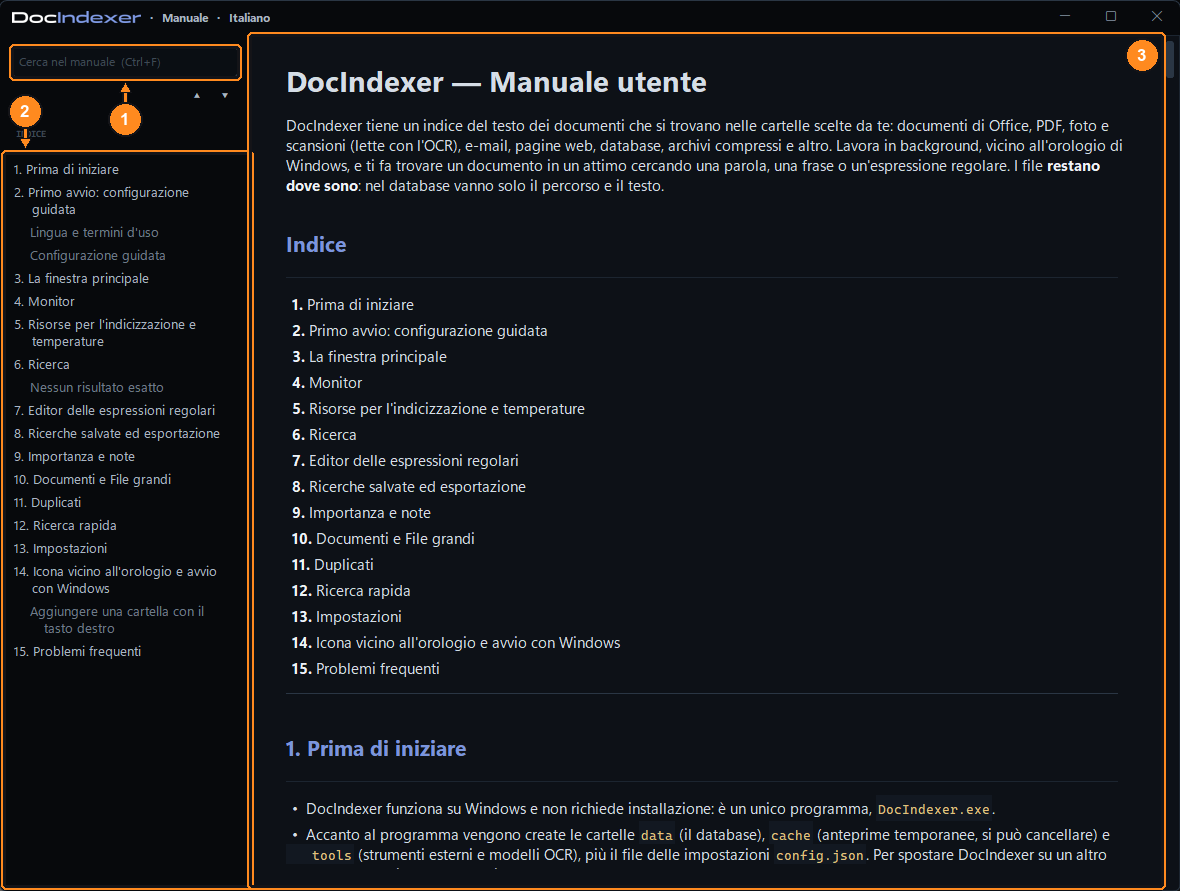 DocIndexer · Manuale · Italiano
Cerca nel manuale (Ctrl+F)
1
2
INDICE
1. Prima di iniziare
2. Primo avvio: configurazione
guidata
Lingua e termini d'uso
Configurazione guidata
3. La finestra principale
4. Monitor
5. Risorse per l'indicizzazione e
temperature
6. Ricerca
Nessun risultato esatto
7. Editor delle espressioni regolari
8. Ricerche salvate ed esportazione
9. Importanza e note
10. Documenti e File grandi
11. Duplicati
12. Ricerca rapida
13. Impostazioni
14. Icona vicino all'orologio e avvio
con Windows
Aggiungere una cartella con il
tasto destro
15. Problemi frequenti
3
DocIndexer — Manuale utente
DocIndexer tiene un indice del testo dei documenti che si trovano nelle cartelle scelte da te: documenti di Office, PDF, foto e
scansioni (lette con l'OCR), e-mail, pagine web, database, archivi compressi e altro. Lavora in background, vicino all'orologio di
Windows, e ti fa trovare un documento in un attimo cercando una parola, una frase o un'espressione regolare. I file restano
dove sono: nel database vanno solo il percorso e il testo.
Indice
1. Prima di iniziare
2. Primo avvio: configurazione guidata
3. La finestra principale
4. Monitor
5. Risorse per l'indicizzazione e temperature
6. Ricerca
7. Editor delle espressioni regolari
8. Ricerche salvate ed esportazione
9. Importanza e note
10. Documenti e File grandi
11. Duplicati
12. Ricerca rapida
13. Impostazioni
14. Icona vicino all'orologio e avvio con Windows
15. Problemi frequenti
1. Prima di iniziare
• DocIndexer funziona su Windows e non richiede installazione: è un unico programma, DocIndexer.exe.
• Accanto al programma vengono create le cartelle data (il database), cache (anteprime temporanee, si può cancellare) e
tools (strumenti esterni e modelli OCR), più il file delle impostazioni config.json. Per spostare DocIndexer su un altro